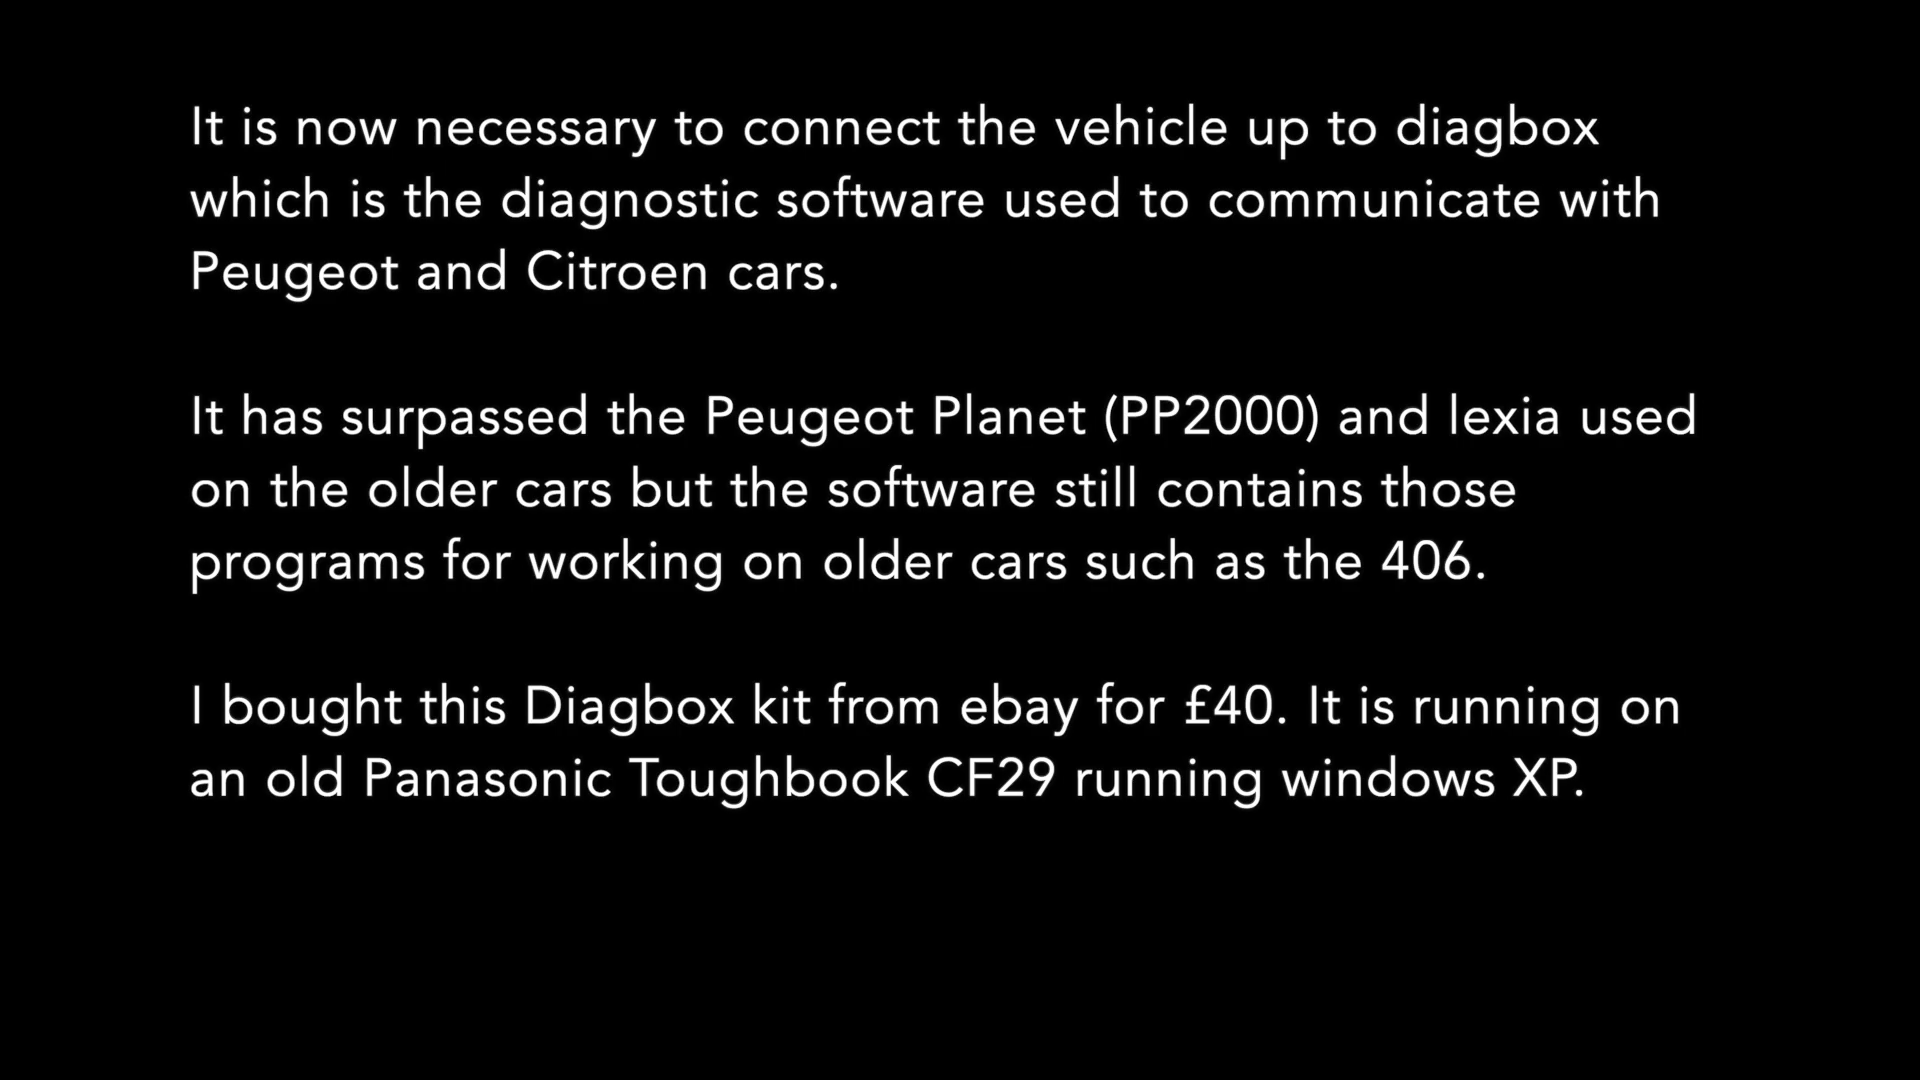 It is now necessary to connect the vehicle up to diagbox
which is the diagnostic software used to communicate with
Peugeot and Citroen cars.
It has surpassed the Peugeot Planet (PP2000) and lexia used
on the older cars but the software still contains those
programs for working on older cars such as the 406.
I bought this Diagbox kit from ebay for £40. It is running on
an old Panasonic Toughbook CF29 running windows XP.